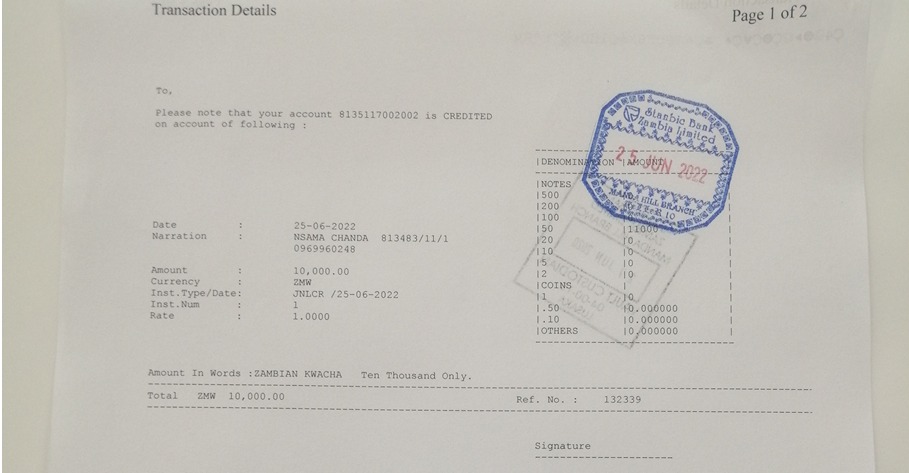 Transaction Details
Page 1 of 2
To,
Please note that your account 8135117002002 is CREDITED
on account of following :
Stanbic Bank
Zambia Limited
25 JUN 2022
MANDA HILL BRANCH
DENOMINATION |AMOUNT
|NOTES
|500
|200
|100
|50 |11000
|20 |0
|10 |0
|5 |0
|2 |0
|COINS
|1 |0
|.50 |0.000000
|.10 |0.000000
|OTHERS |0.000000
Date : 25-06-2022
Narration : NSAMA CHANDA 813483/11/1
0969960248
Amount : 10,000.00
Currency : ZMW
Inst.Type/Date: JNLCR /25-06-2022
Inst.Num : 1
Rate : 1.0000
Amount In Words :ZAMBIAN KWACHA Ten Thousand Only.
Total ZMW 10,000.00 Ref. No. : 132339
Signature